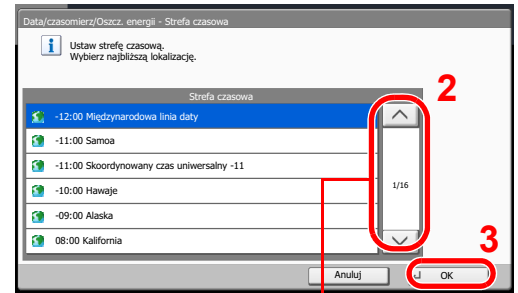 Data/czasomierz/Oszcz. energii - Strefa czasowa
Ustaw strefę czasową.
Wybierz najbliższą lokalizację.
Strefa czasowa
2
-12:00 Międzynarodowa linia daty
-11:00 Samoa
-11:00 Skoordynowany czas uniwersalny -11
1/16
-10:00 Hawaje
-09:00 Alaska
08:00 Kalifornia
3
Anuluj
OK